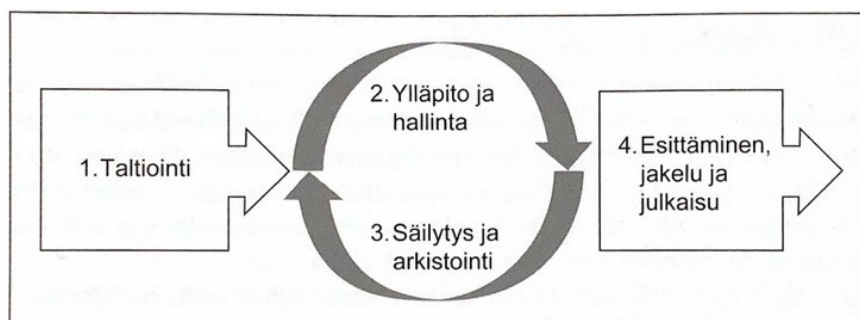 1. Taltiointi
2. Ylläpito ja
hallinta
3. Säilytys ja
arkistointi
4. Esittäminen,
jakelu ja
julkaisu